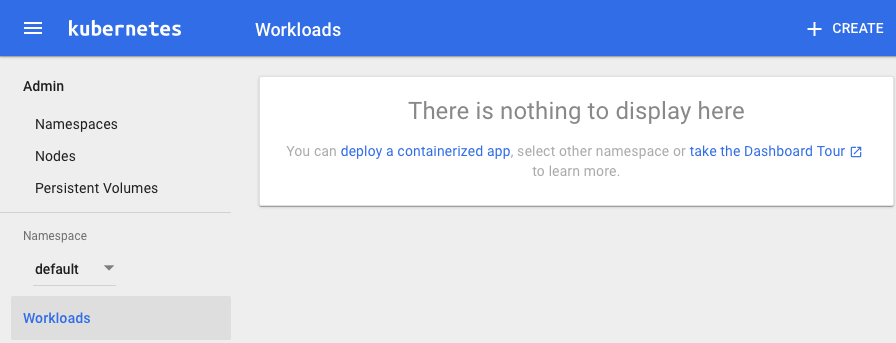 kubernetes
Workloads
CREATE
Admin
Namespaces
Nodes
Persistent Volumes
Namespace
default
Workloads
There is nothing to display here
You can deploy a containerized app, select other namespace or take the Dashboard Tour
to learn more.